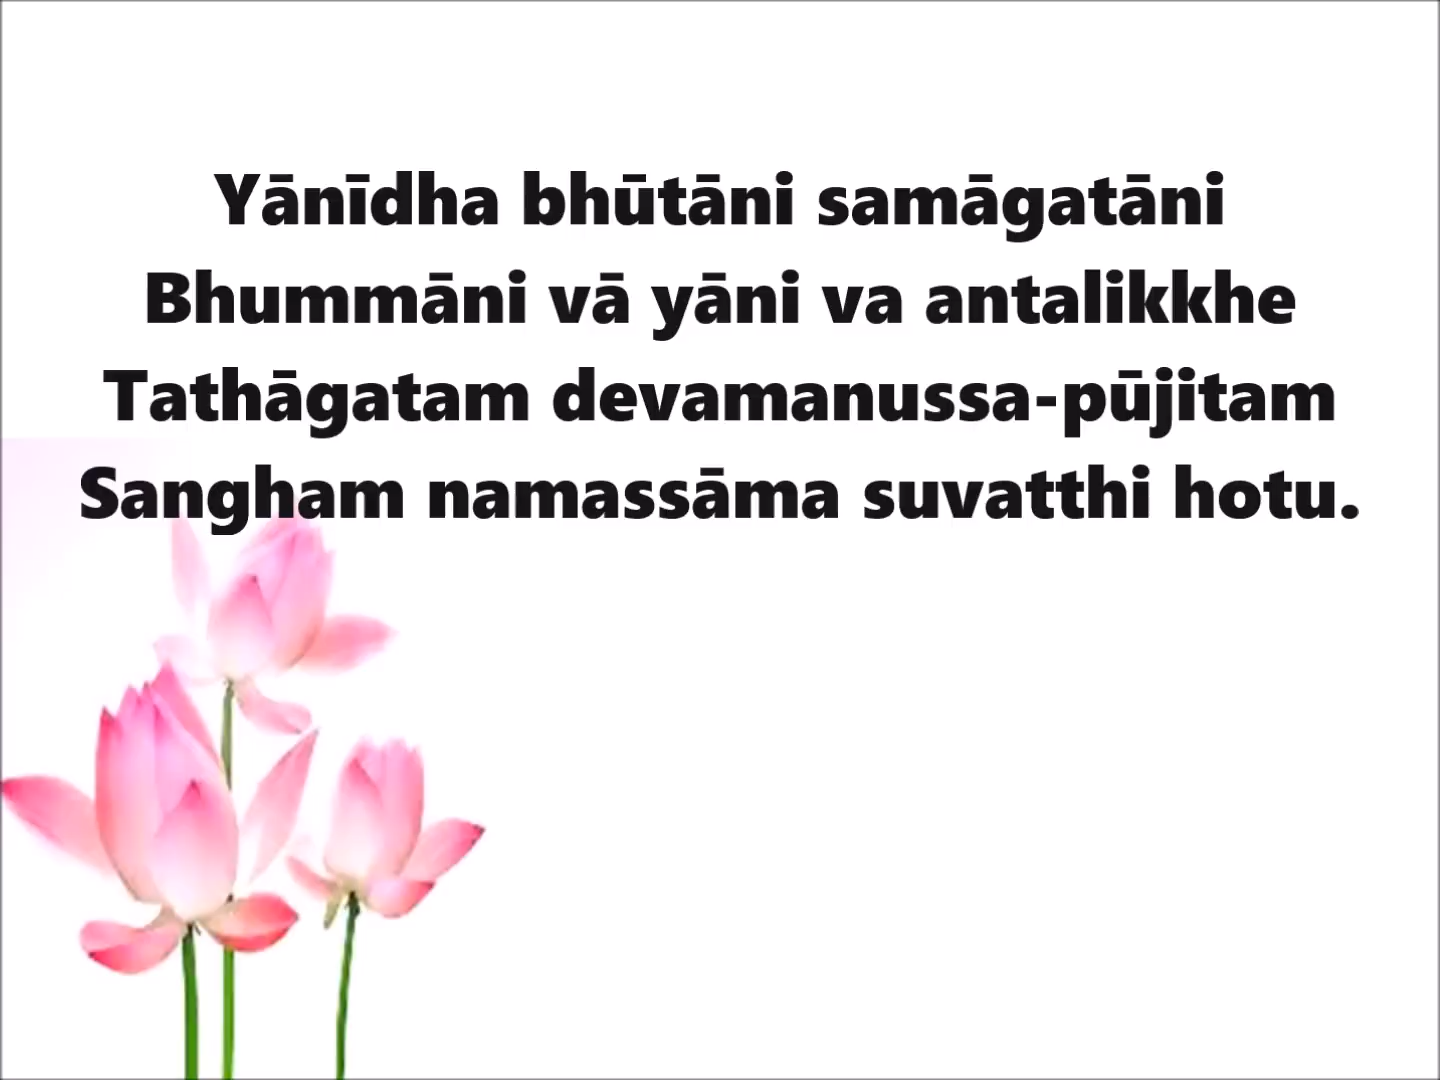 Yānīdha bhūtāni samāgatāni
Bhummāni vā yāni va antalikkhe
Tathāgatam devamanussa-pūjitam
Sangham namassāma suvatthi hotu.